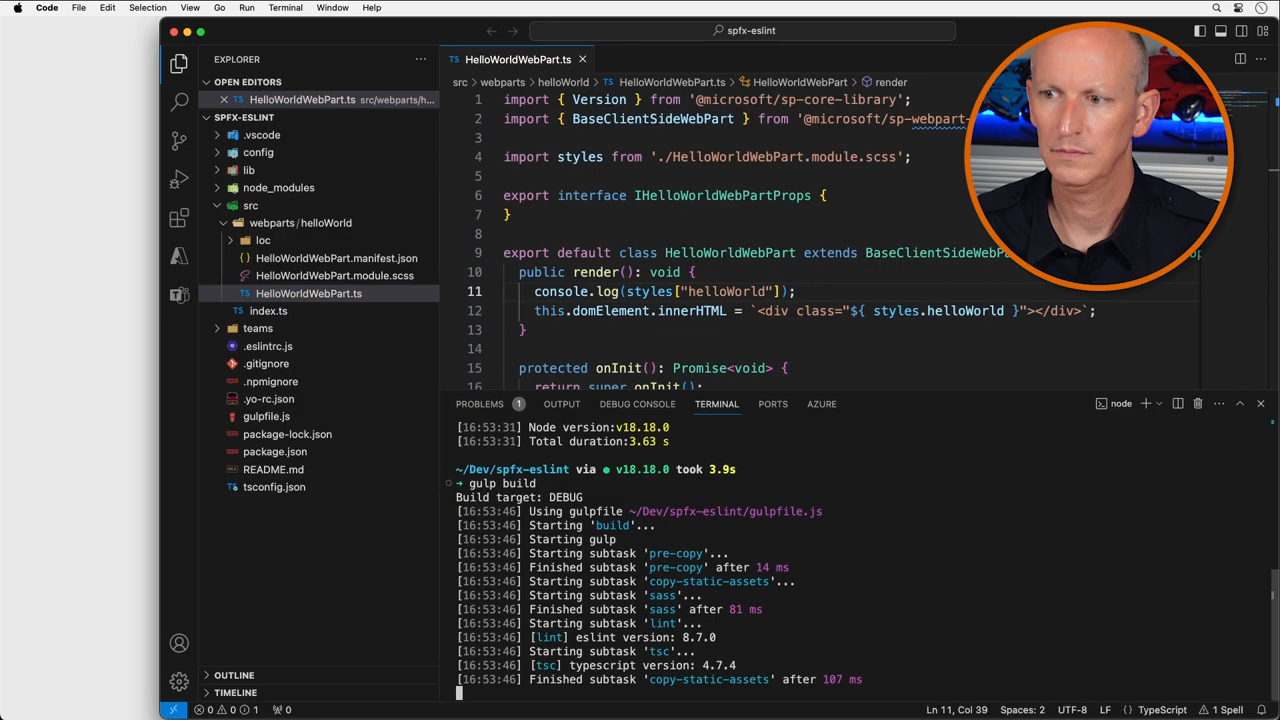 Code File Edit Selection View Go Run Terminal Window Help
spfx-eslint
EXPLORER
OPEN EDITORS
HelloWorldWebPart.ts src/webparts/h...
SPFX-ESLINT
.vscode
config
lib
node_modules
src
webparts / helloWorld
loc
HelloWorldWebPart.manifest.json
HelloWorldWebPart.module.scss
HelloWorldWebPart.ts
index.ts
teams
.eslintrc.js
.gitignore
.npmignore
.yo-rc.json
gulpfile.js
package-lock.json
package.json
README.md
tsconfig.json
OUTLINE
TIMELINE
HelloWorldWebPart.ts
src > webparts > helloWorld > HelloWorldWebPart.ts > HelloWorldWebPart > render
1 import { Version } from '@microsoft/sp-core-library';
2 import { BaseClientSideWebPart } from '@microsoft/sp-webpart-
3
4 import styles from './HelloWorldWebPart.module.scss';
5
6 export interface IHelloWorldWebPartProps {
7 }
8
9 export default class HelloWorldWebPart extends BaseClientSideWebP
10 public render(): void {
11 console.log(styles["helloWorld"]);
12 this.domElement.innerHTML = `<div class="${ styles.helloWorld }"></div>`;
13 }
14
15 protected onInit(): Promise<void> {
16 return super.onInit();
PROBLEMS 1 OUTPUT DEBUG CONSOLE TERMINAL PORTS AZURE
node
[16:53:31] Node version:v18.18.0
[16:53:31] Total duration:3.63 s
~/Dev/spfx-eslint via ● v18.18.0 took 3.9s
➜ gulp build
Build target: DEBUG
[16:53:46] Using gulpfile ~/Dev/spfx-eslint/gulpfile.js
[16:53:46] Starting 'build'...
[16:53:46] Starting gulp
[16:53:46] Starting subtask 'pre-copy'...
[16:53:46] Finished subtask 'pre-copy' after 14 ms
[16:53:46] Starting subtask 'copy-static-assets'...
[16:53:46] Starting subtask 'sass'...
[16:53:46] Finished subtask 'sass' after 81 ms
[16:53:46] Starting subtask 'lint'...
[16:53:46] [lint] eslint version: 8.7.0
[16:53:46] Starting subtask 'tsc'...
[16:53:46] [tsc] typescript version: 4.7.4
[16:53:46] Finished subtask 'copy-static-assets' after 107 ms
0 0 1 0 Ln 11, Col 39 Spaces: 2 UTF-8 LF {} TypeScript 1 Spell